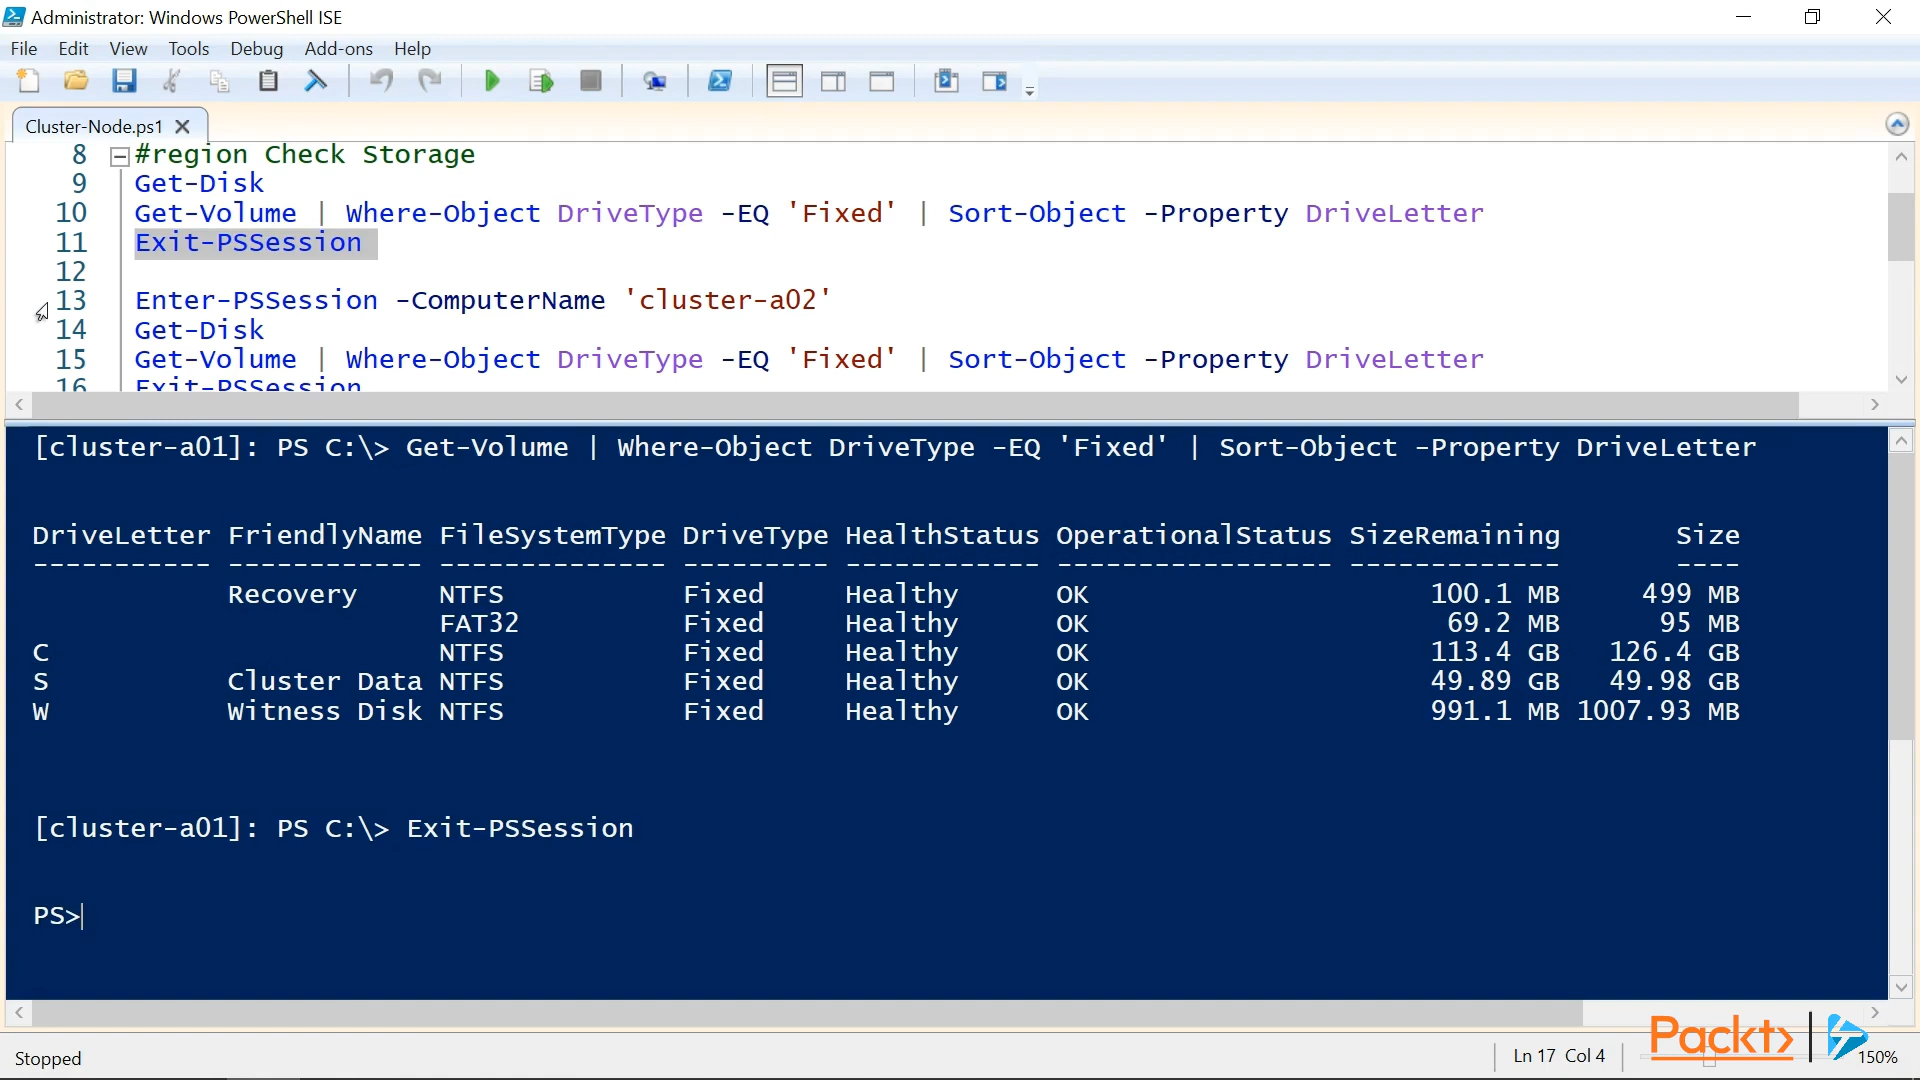 Administrator: Windows PowerShell ISE
File Edit View Tools Debug Add-ons Help
Cluster-Node.ps1
8 #region Check Storage
9 Get-Disk
10 Get-Volume | Where-Object DriveType -EQ 'Fixed' | Sort-Object -Property DriveLetter
11 Exit-PSSession
12
13 Enter-PSSession -ComputerName 'cluster-a02'
14 Get-Disk
15 Get-Volume | Where-Object DriveType -EQ 'Fixed' | Sort-Object -Property DriveLetter
16 Exit-PSSession
[cluster-a01]: PS C:\> Get-Volume | Where-Object DriveType -EQ 'Fixed' | Sort-Object -Property DriveLetter
DriveLetter FriendlyName FileSystemType DriveType HealthStatus OperationalStatus SizeRemaining Size
----------- ------------ -------------- --------- ------------ ----------------- ------------- ----
Recovery NTFS Fixed Healthy OK 100.1 MB 499 MB
FAT32 Fixed Healthy OK 69.2 MB 95 MB
C NTFS Fixed Healthy OK 113.4 GB 126.4 GB
S Cluster Data NTFS Fixed Healthy OK 49.89 GB 49.98 GB
W Witness Disk NTFS Fixed Healthy OK 991.1 MB 1007.93 MB
[cluster-a01]: PS C:\> Exit-PSSession
PS>
Stopped Ln 17 Col 4 150%
Packt>